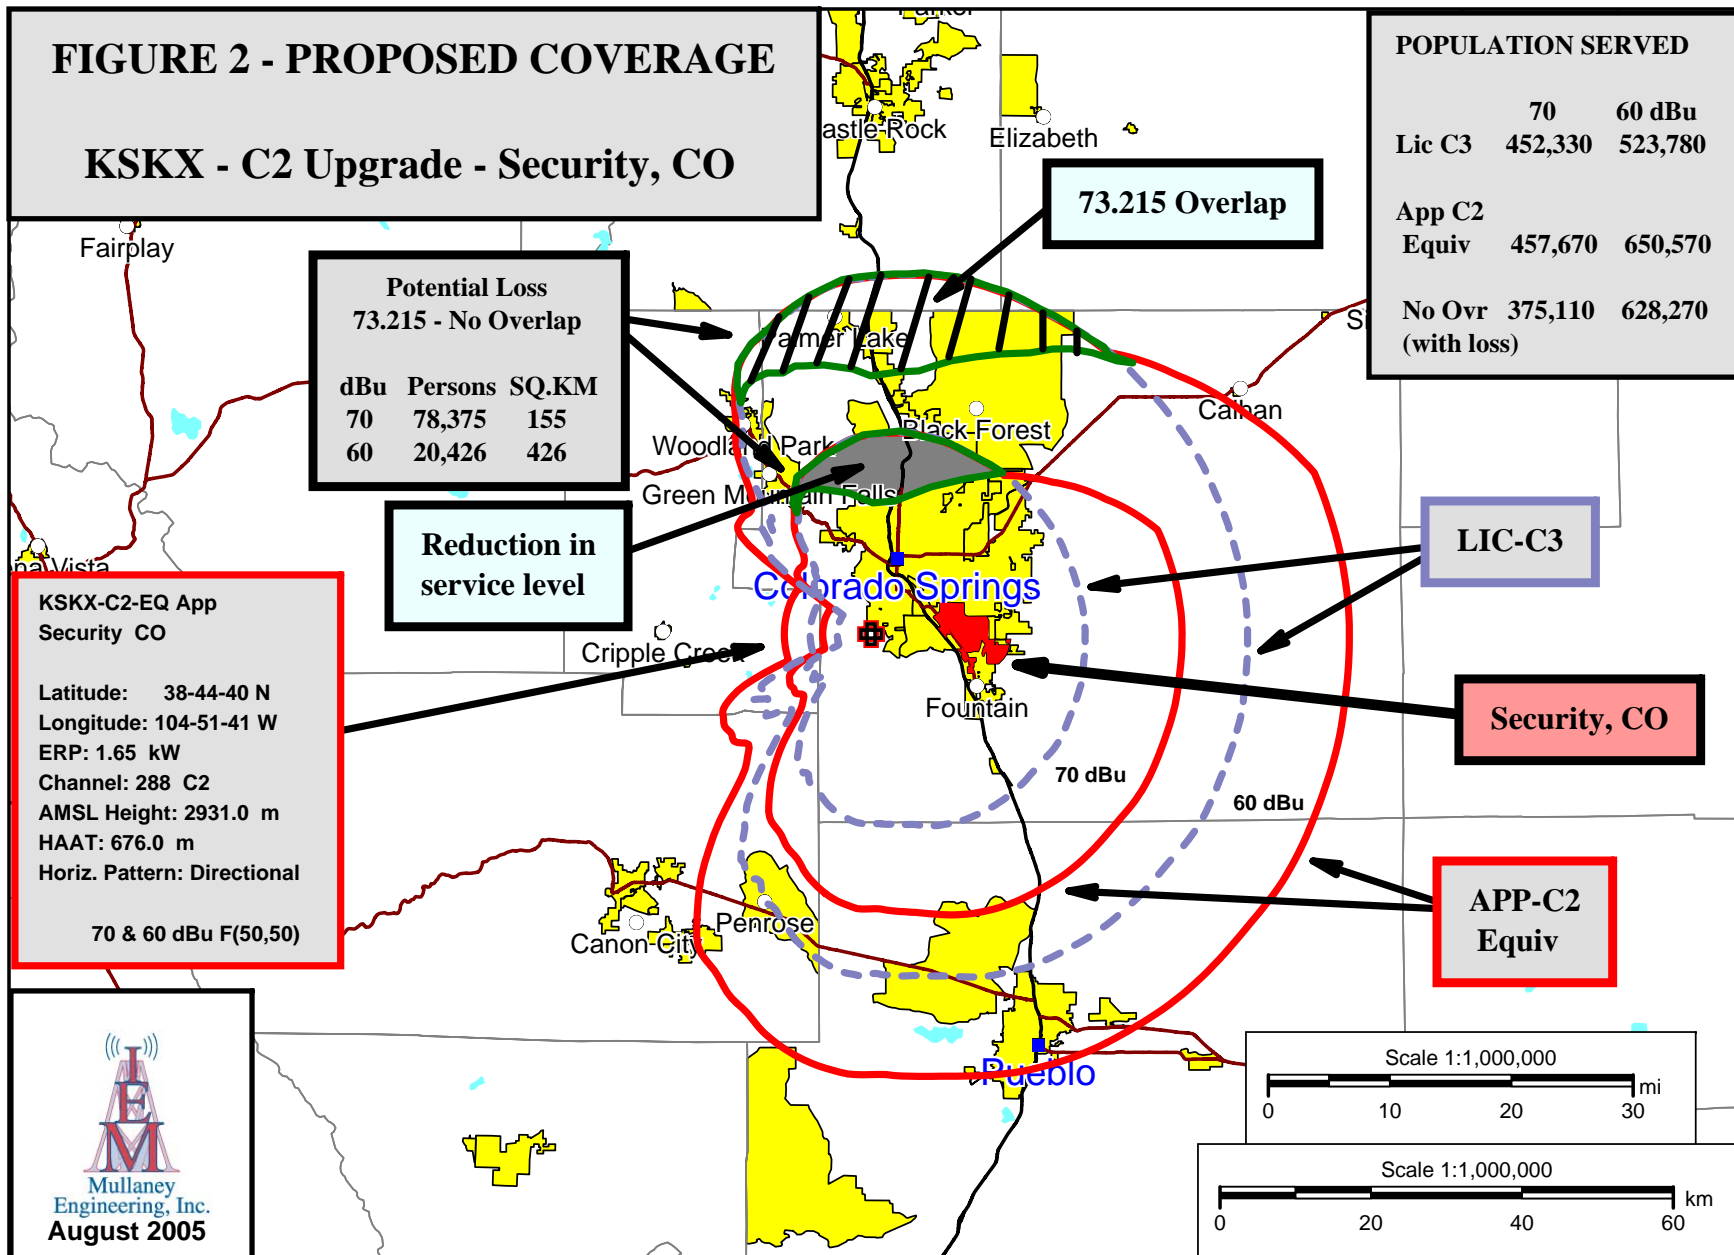 FIGURE 2 - PROPOSED COVERAGE
KSKX - C2 Upgrade - Security, CO
POPULATION SERVED
70 60 dBu
Lic C3 452,330 523,780
App C2
Equiv 457,670 650,570
No Ovr 375,110 628,270
(with loss)
Parker
astle Rock
Elizabeth
73.215 Overlap
Fairplay
Potential Loss
73.215 - No Overlap
dBu Persons SQ.KM
70 78,375 155
60 20,426 426
Palmer Lake
Calhan
Black Forest
Woodland Park
Green Mountain Falls
Reduction in
service level
LIC-C3
na Vista
Colorado Springs
KSKX-C2-EQ App
Security CO
Latitude: 38-44-40 N
Longitude: 104-51-41 W
ERP: 1.65 kW
Channel: 288 C2
AMSL Height: 2931.0 m
HAAT: 676.0 m
Horiz. Pattern: Directional
70 & 60 dBu F(50,50)
Cripple Creek
Fountain
Security, CO
70 dBu
60 dBu
APP-C2
Equiv
Penrose
Canon City
Pueblo
IEM
Mullaney
Engineering, Inc.
August 2005
Scale 1:1,000,000
mi
0 10 20 30
Scale 1:1,000,000
km
0 20 40 60